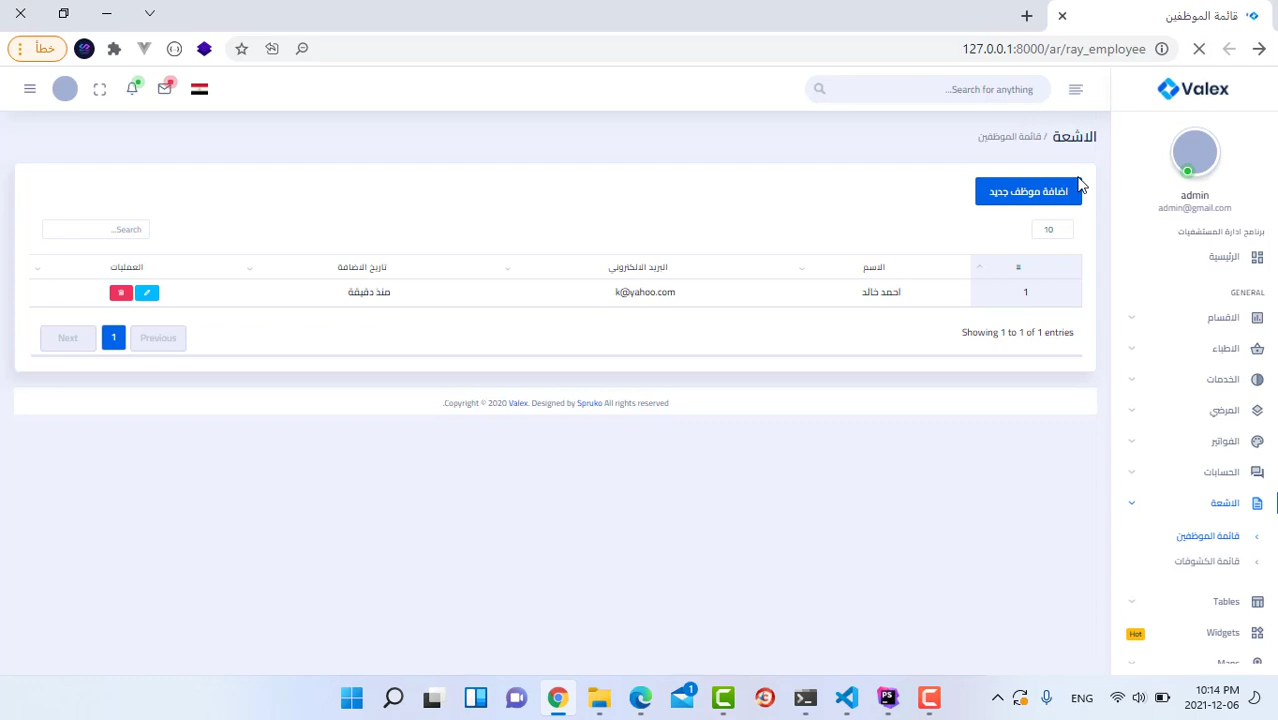 قائمة الموظفين
خطأ
127.0.0.1:8000/ar/ray_employee
Search for anything...
Valex
الاشعة / قائمة الموظفين
admin
admin@gmail.com
اضافة موظف جديد
برنامج ادارة المستشفيات
Search...
10
الرئيسية
# الاسم البريد الالكتروني تاريخ الاضافة العمليات
1 احمد خالد k@yahoo.com منذ دقيقة
GENERAL
الاقسام
Showing 1 to 1 of 1 entries
Previous 1 Next
الاطباء
الخدمات
Copyright © 2020 Valex. Designed by Spruko All rights reserved.
المرضي
الفواتير
الحسابات
الاشعة
قائمة الموظفين
قائمة الكشوفات
Tables
Widgets Hot
Maps
1
PS
ENG
10:14 PM
2021-12-06